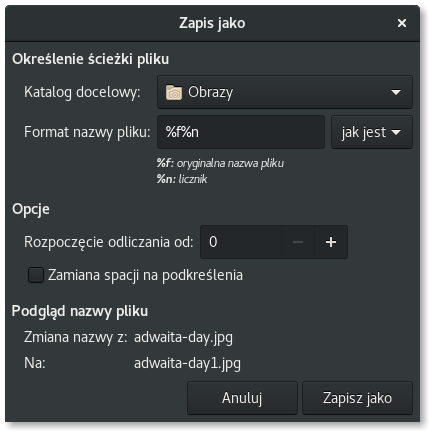 Zapis jako
Określenie ścieżki pliku
Katalog docelowy: Obrazy
Format nazwy pliku: %f%n jak jest
%f: oryginalna nazwa pliku
%n: licznik
Opcje
Rozpoczęcie odliczania od: 0
Zamiana spacji na podkreślenia
Podgląd nazwy pliku
Zmiana nazwy z: adwaita-day.jpg
Na: adwaita-day1.jpg
Anuluj Zapisz jako